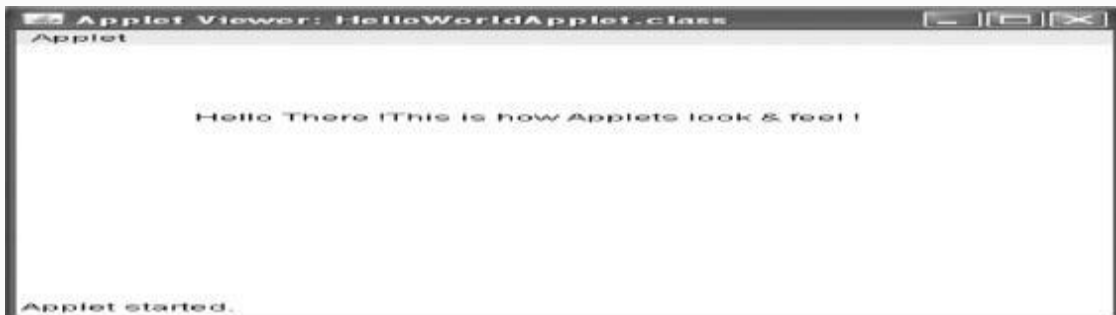 Applet Viewer: HelloWorldApplet.class
Applet
Hello There !This is how Applets look & feel !
Applet started.